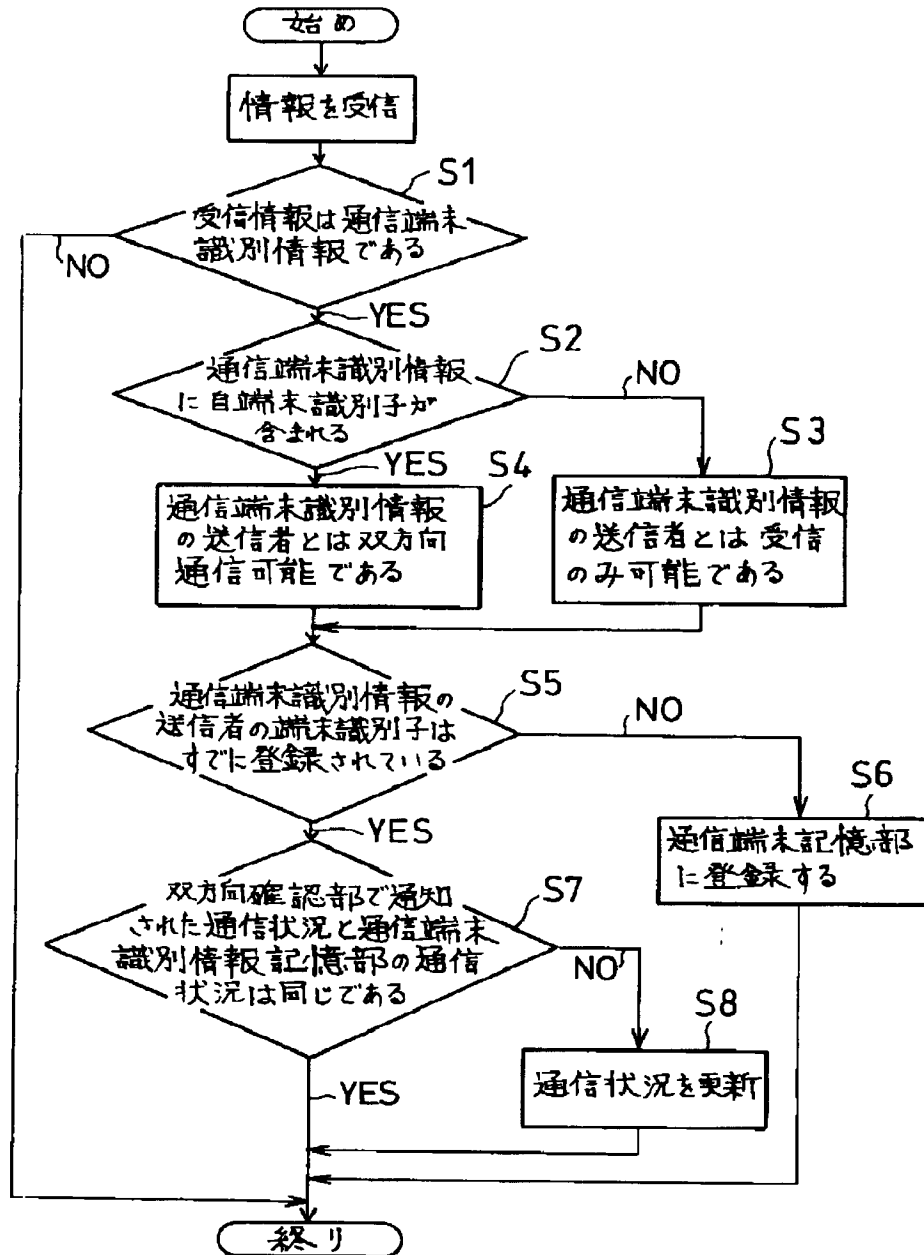 始め
情報を受信
S1
受信情報は通信端末
識別情報である
NO
YES
S2
通信端末識別情報
に自端末識別子が
含まれる
NO
YES
S3
通信端末識別情報
の送信者とは受信
のみ可能である
S4
通信端末識別情報
の送信者とは双方向
通信可能である
S5
通信端末識別情報の
送信者の端末識別子は
すでに登録されている
NO
YES
S6
通信端末記憶部
に登録する
S7
双方向確認部で通知
された通信状況と通信端末
識別情報記憶部の通信
状況は同じである
NO
YES
S8
通信状況を更新
終り